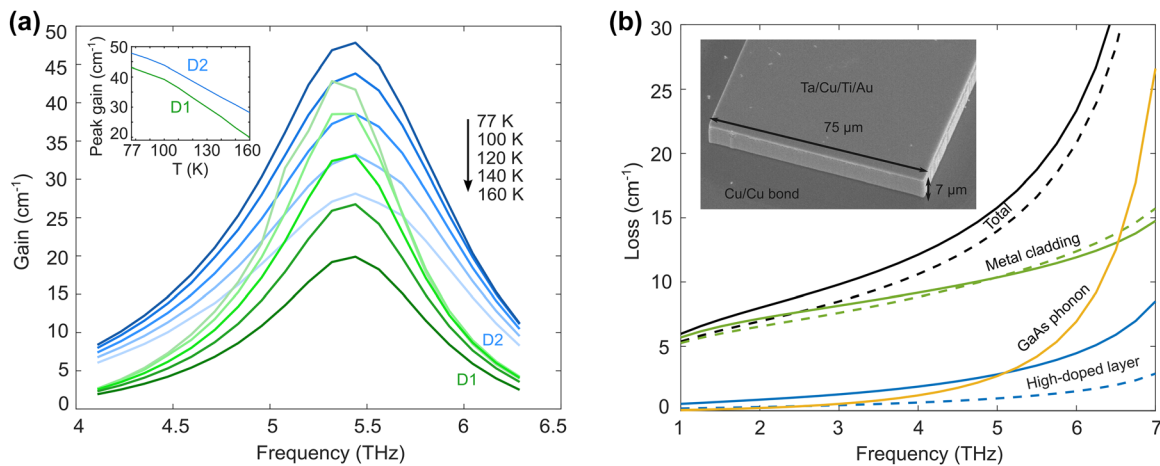 (a)
50
45
40
35
30
25
20
15
10
5
0
Gain (cm⁻¹)
4
4.5
5
5.5
6
6.5
Frequency (THz)
50
40
30
20
Peak gain (cm⁻¹)
77
100
120
140
160
T (K)
D2
D1
77 K
100 K
120 K
140 K
160 K
D2
D1
(b)
30
25
20
15
10
5
0
Loss (cm⁻¹)
1
2
3
4
5
6
7
Frequency (THz)
Ta/Cu/Ti/Au
75 µm
7 µm
Cu/Cu bond
Total
Metal cladding
GaAs phonon
High-doped layer